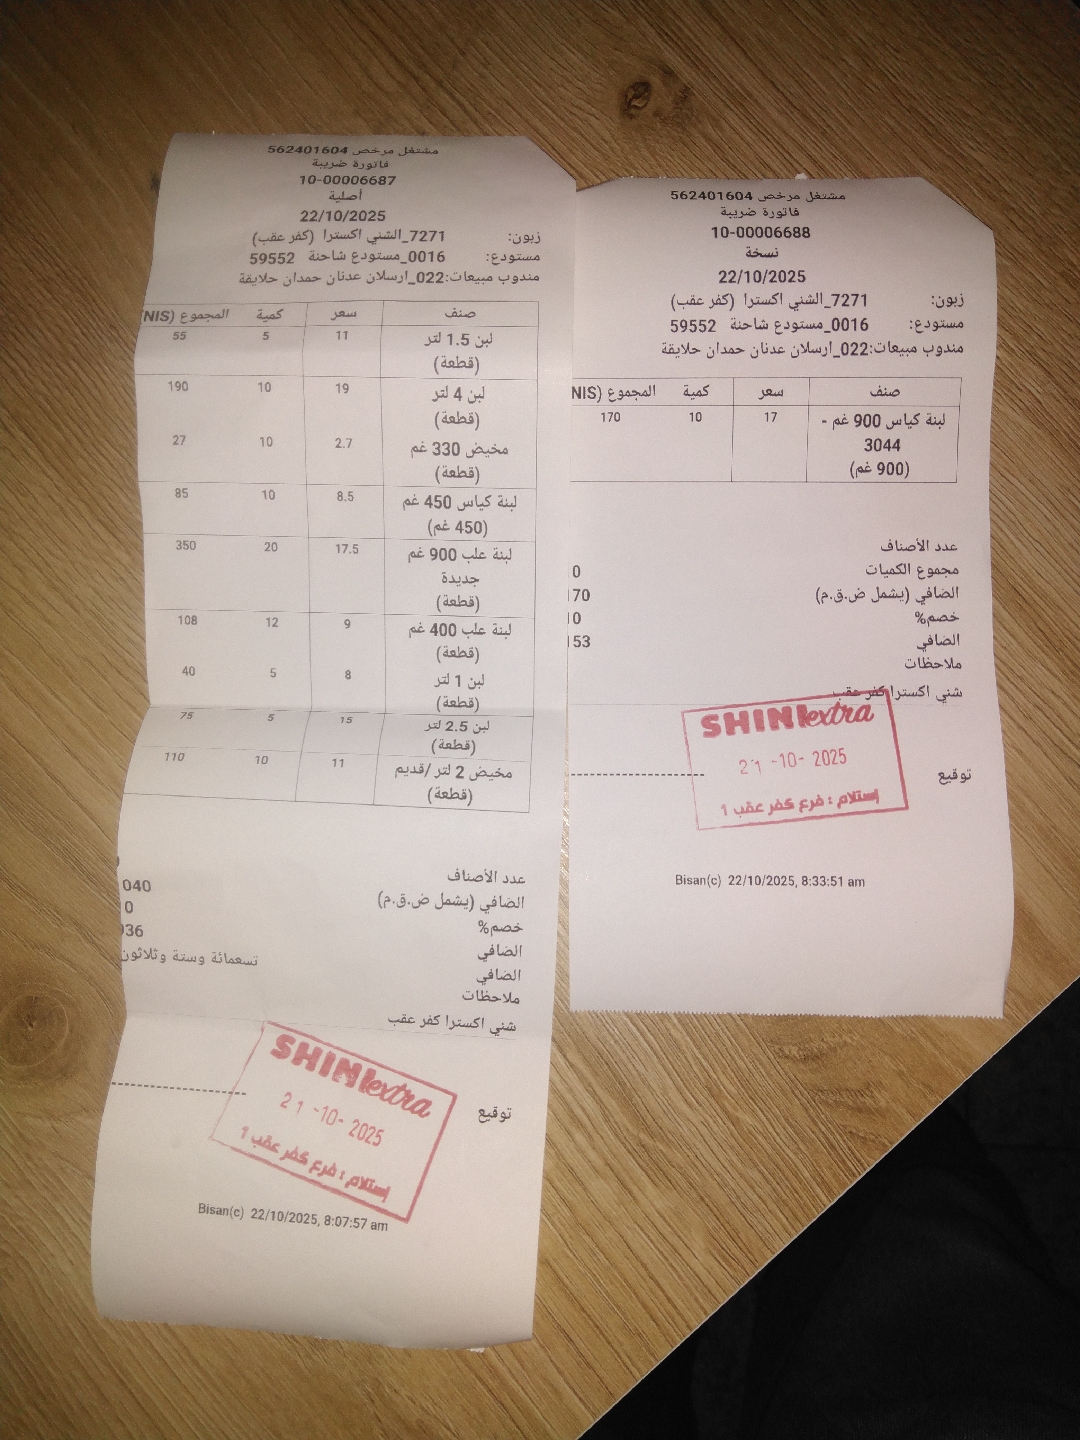 مشتغل مرخص 562401604
فاتورة ضريبة
10-00006687
أصلية
22/10/2025
زبون: 7271_الشني اكسترا (كفر عقب)
مستودع: 0016_مستودع شاحنة 59552
مندوب مبيعات:022_ارسلان عدنان حمدان حلايقة
صنف سعر كمية المجموع (NIS
لبن 1.5 لتر 11 5 55
(قطعة)
لبن 4 لتر 19 10 190
(قطعة)
مخيض 330 غم 2.7 10 27
(قطعة)
لبنة كياس 450 غم 8.5 10 85
(450 غم)
لبنة علب 900 غم 17.5 20 350
جديدة
(قطعة)
لبنة علب 400 غم 9 12 108
(قطعة)
لبن 1 لتر 8 5 40
(قطعة)
لبن 2.5 لتر 15 5 75
(قطعة)
مخيض 2 لتر /قديم 11 10 110
(قطعة)
عدد الأصناف
الضافي (يشمل ض.ق.م) 040
خصم% 0
الضافي 936
الضافي تسعمائة وستة وثلاثون
ملاحظات
شني اكسترا كفر عقب
توقيع
SHINI extra
21 -10- 2025
إستلام : فرع كفر عقب 1
Bisan(c) 22/10/2025, 8:07:57 am
مشتغل مرخص 562401604
فاتورة ضريبة
10-00006688
نسخة
22/10/2025
زبون: 7271_الشني اكسترا (كفر عقب)
مستودع: 0016_مستودع شاحنة 59552
مندوب مبيعات:022_ارسلان عدنان حمدان حلايقة
صنف سعر كمية المجموع (NIS
لبنة كياس 900 غم - 17 10 170
3044
(900 غم)
عدد الأصناف
مجموع الكميات 0
الضافي (يشمل ض.ق.م) 170
خصم% 10
الضافي 153
ملاحظات
شني اكسترا كفر عقب
توقيع
SHINI extra
21 -10- 2025
إستلام : فرع كفر عقب 1
Bisan(c) 22/10/2025, 8:33:51 am